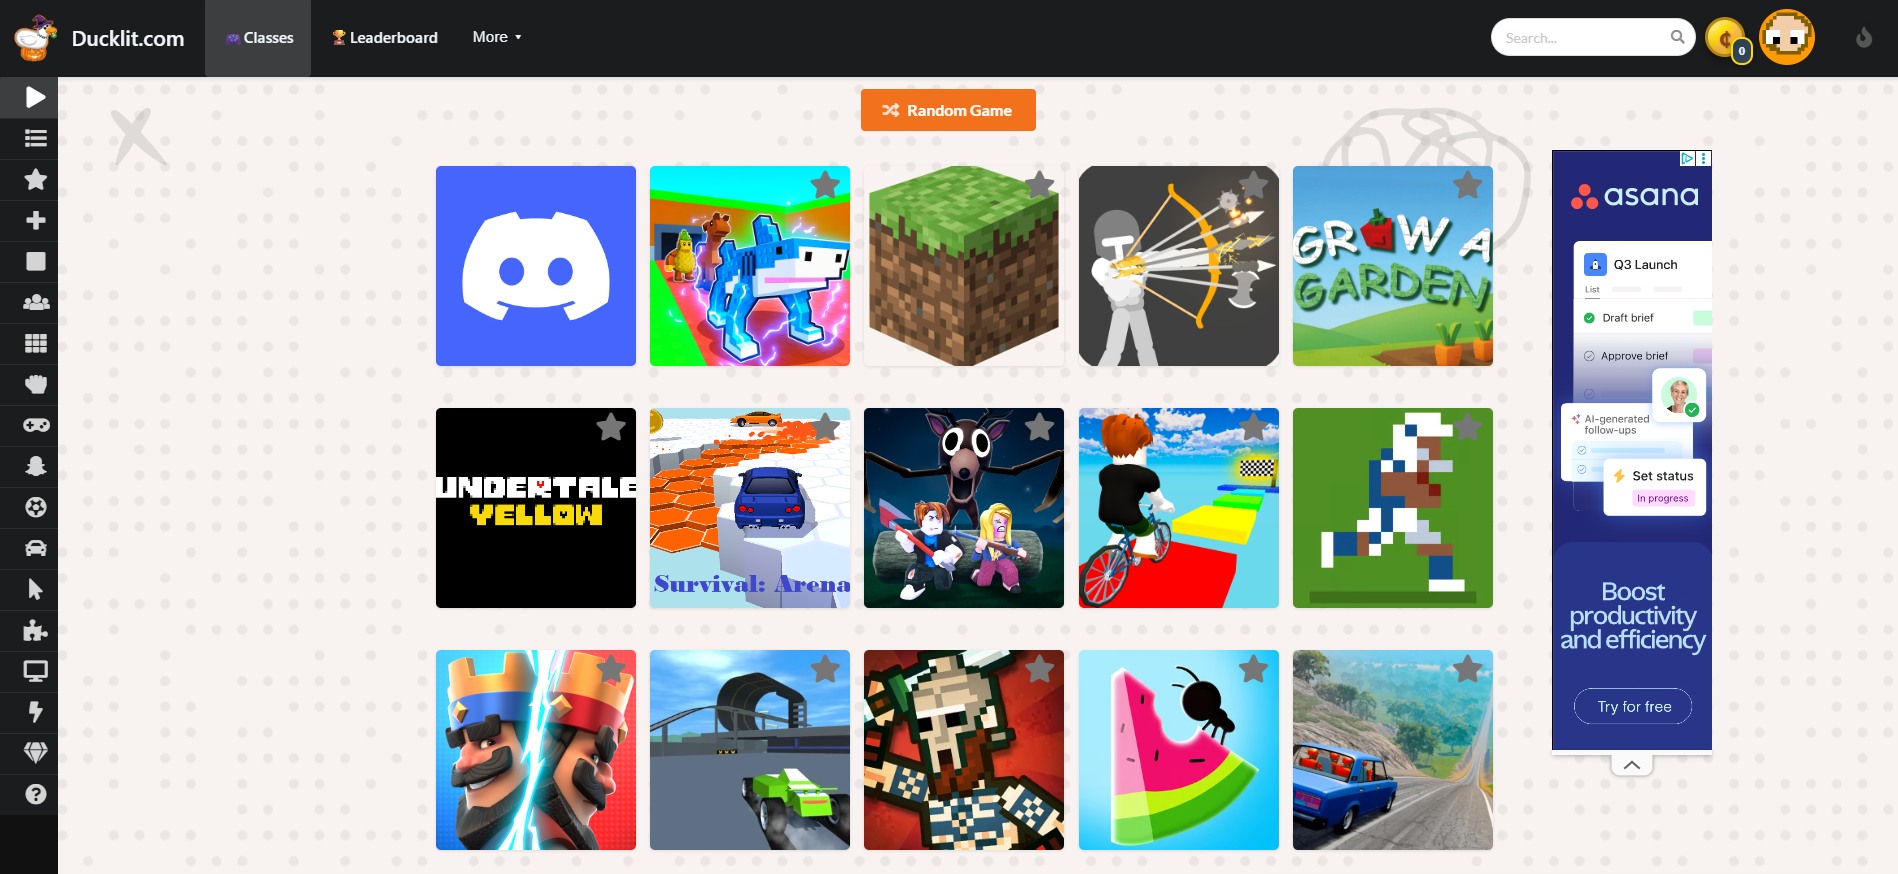 Ducklit.com
Classes
Leaderboard
More
Search...
¢
0
Random Game
GROW A
GARDEN
UNDERTALE
YELLOW
Survival: Arena
asana
Q3 Launch
List
Draft brief
Approve brief
AI-generated
follow-ups
Set status
In progress
Boost
productivity
and efficiency
Try for free